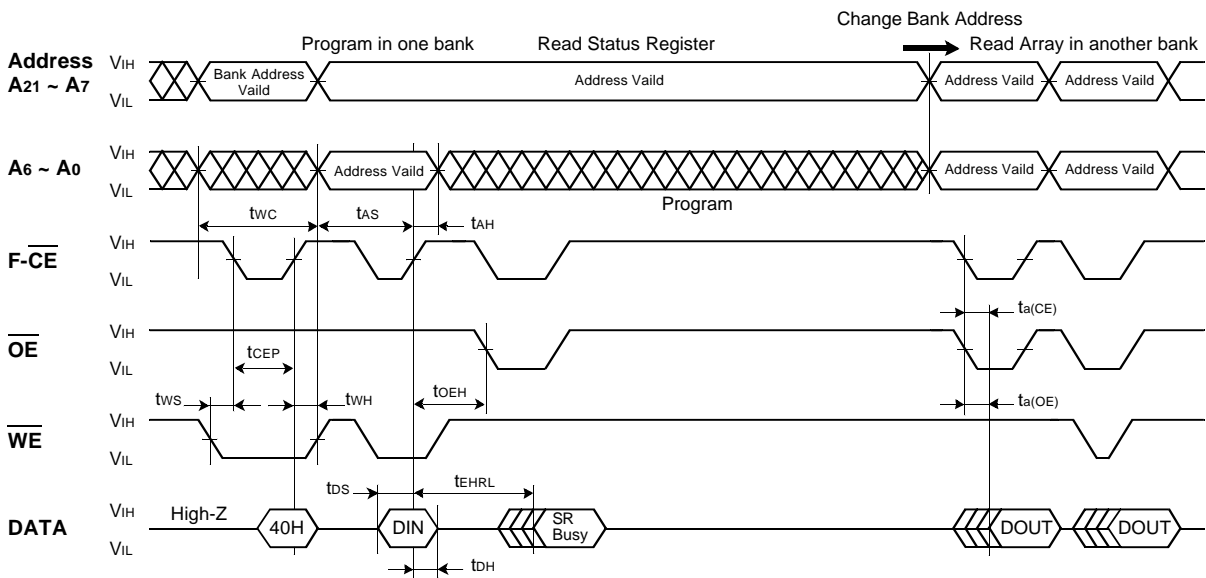 Change Bank Address
Program in one bank Read Status Register Read Array in another bank
Address
A21 ~ A7
VIH
VIL
Bank Address
Vaild
Address Vaild
Address Vaild
Address Vaild
A6 ~ A0
VIH
VIL
Address Vaild
Address Vaild
Address Vaild
Program
tWC
tAS
tAH
F-CE
VIH
VIL
ta(CE)
OE
VIH
VIL
tCEP
tOEH
ta(OE)
tWS
tWH
WE
VIH
VIL
tDS
tEHRL
DATA
VIH
VIL
High-Z
40H
DIN
SR
Busy
DOUT
DOUT
tDH